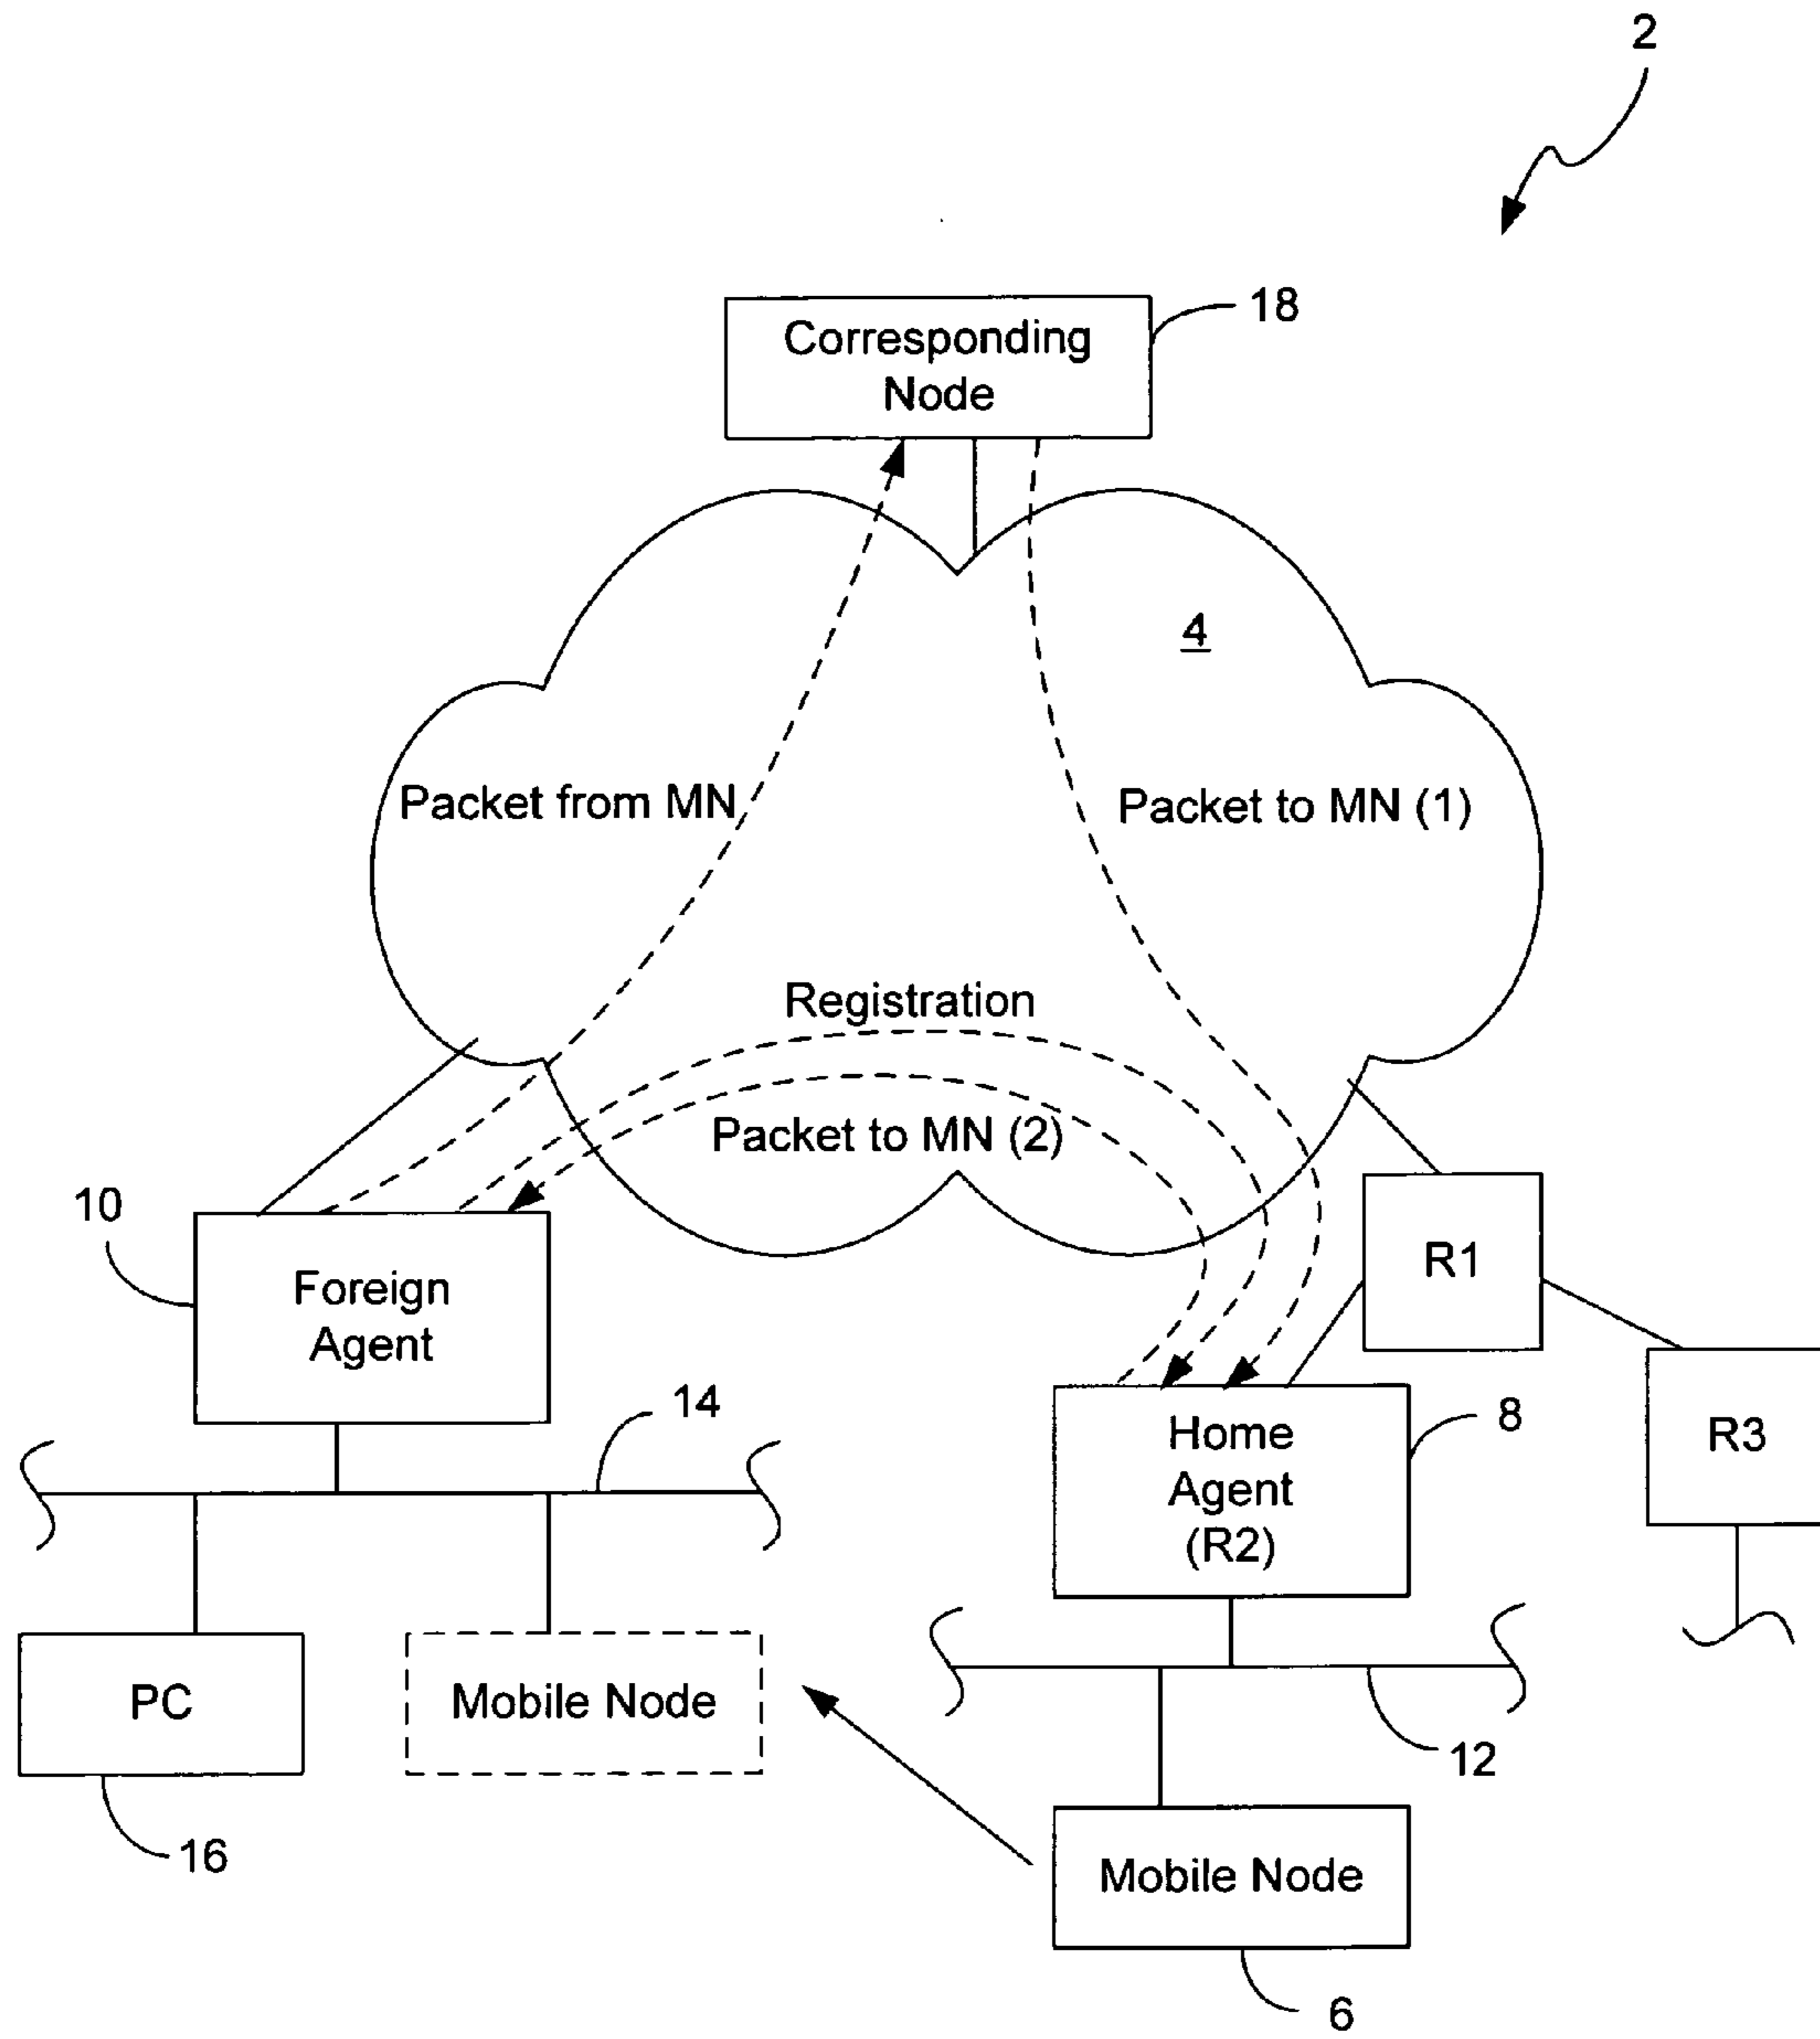 2
Corresponding
Node
18
4
Packet from MN
Packet to MN (1)
Registration
Packet to MN (2)
10
Foreign
Agent
R1
14
Home
Agent
(R2)
8
R3
PC
Mobile Node
12
16
Mobile Node
6